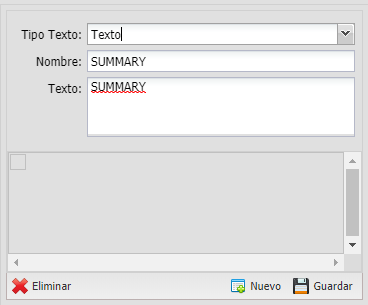 Tipo Texto: Texto
Nombre: SUMMARY
Texto: SUMMARY
Eliminar Nuevo Guardar